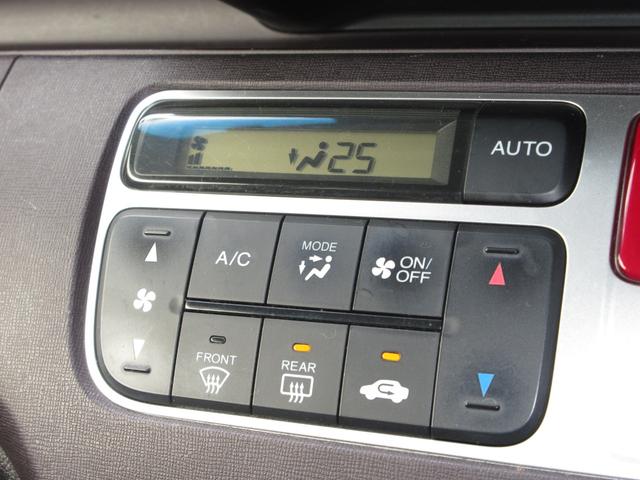 25
AUTO
A/C
MODE
ON/
OFF
FRONT
REAR